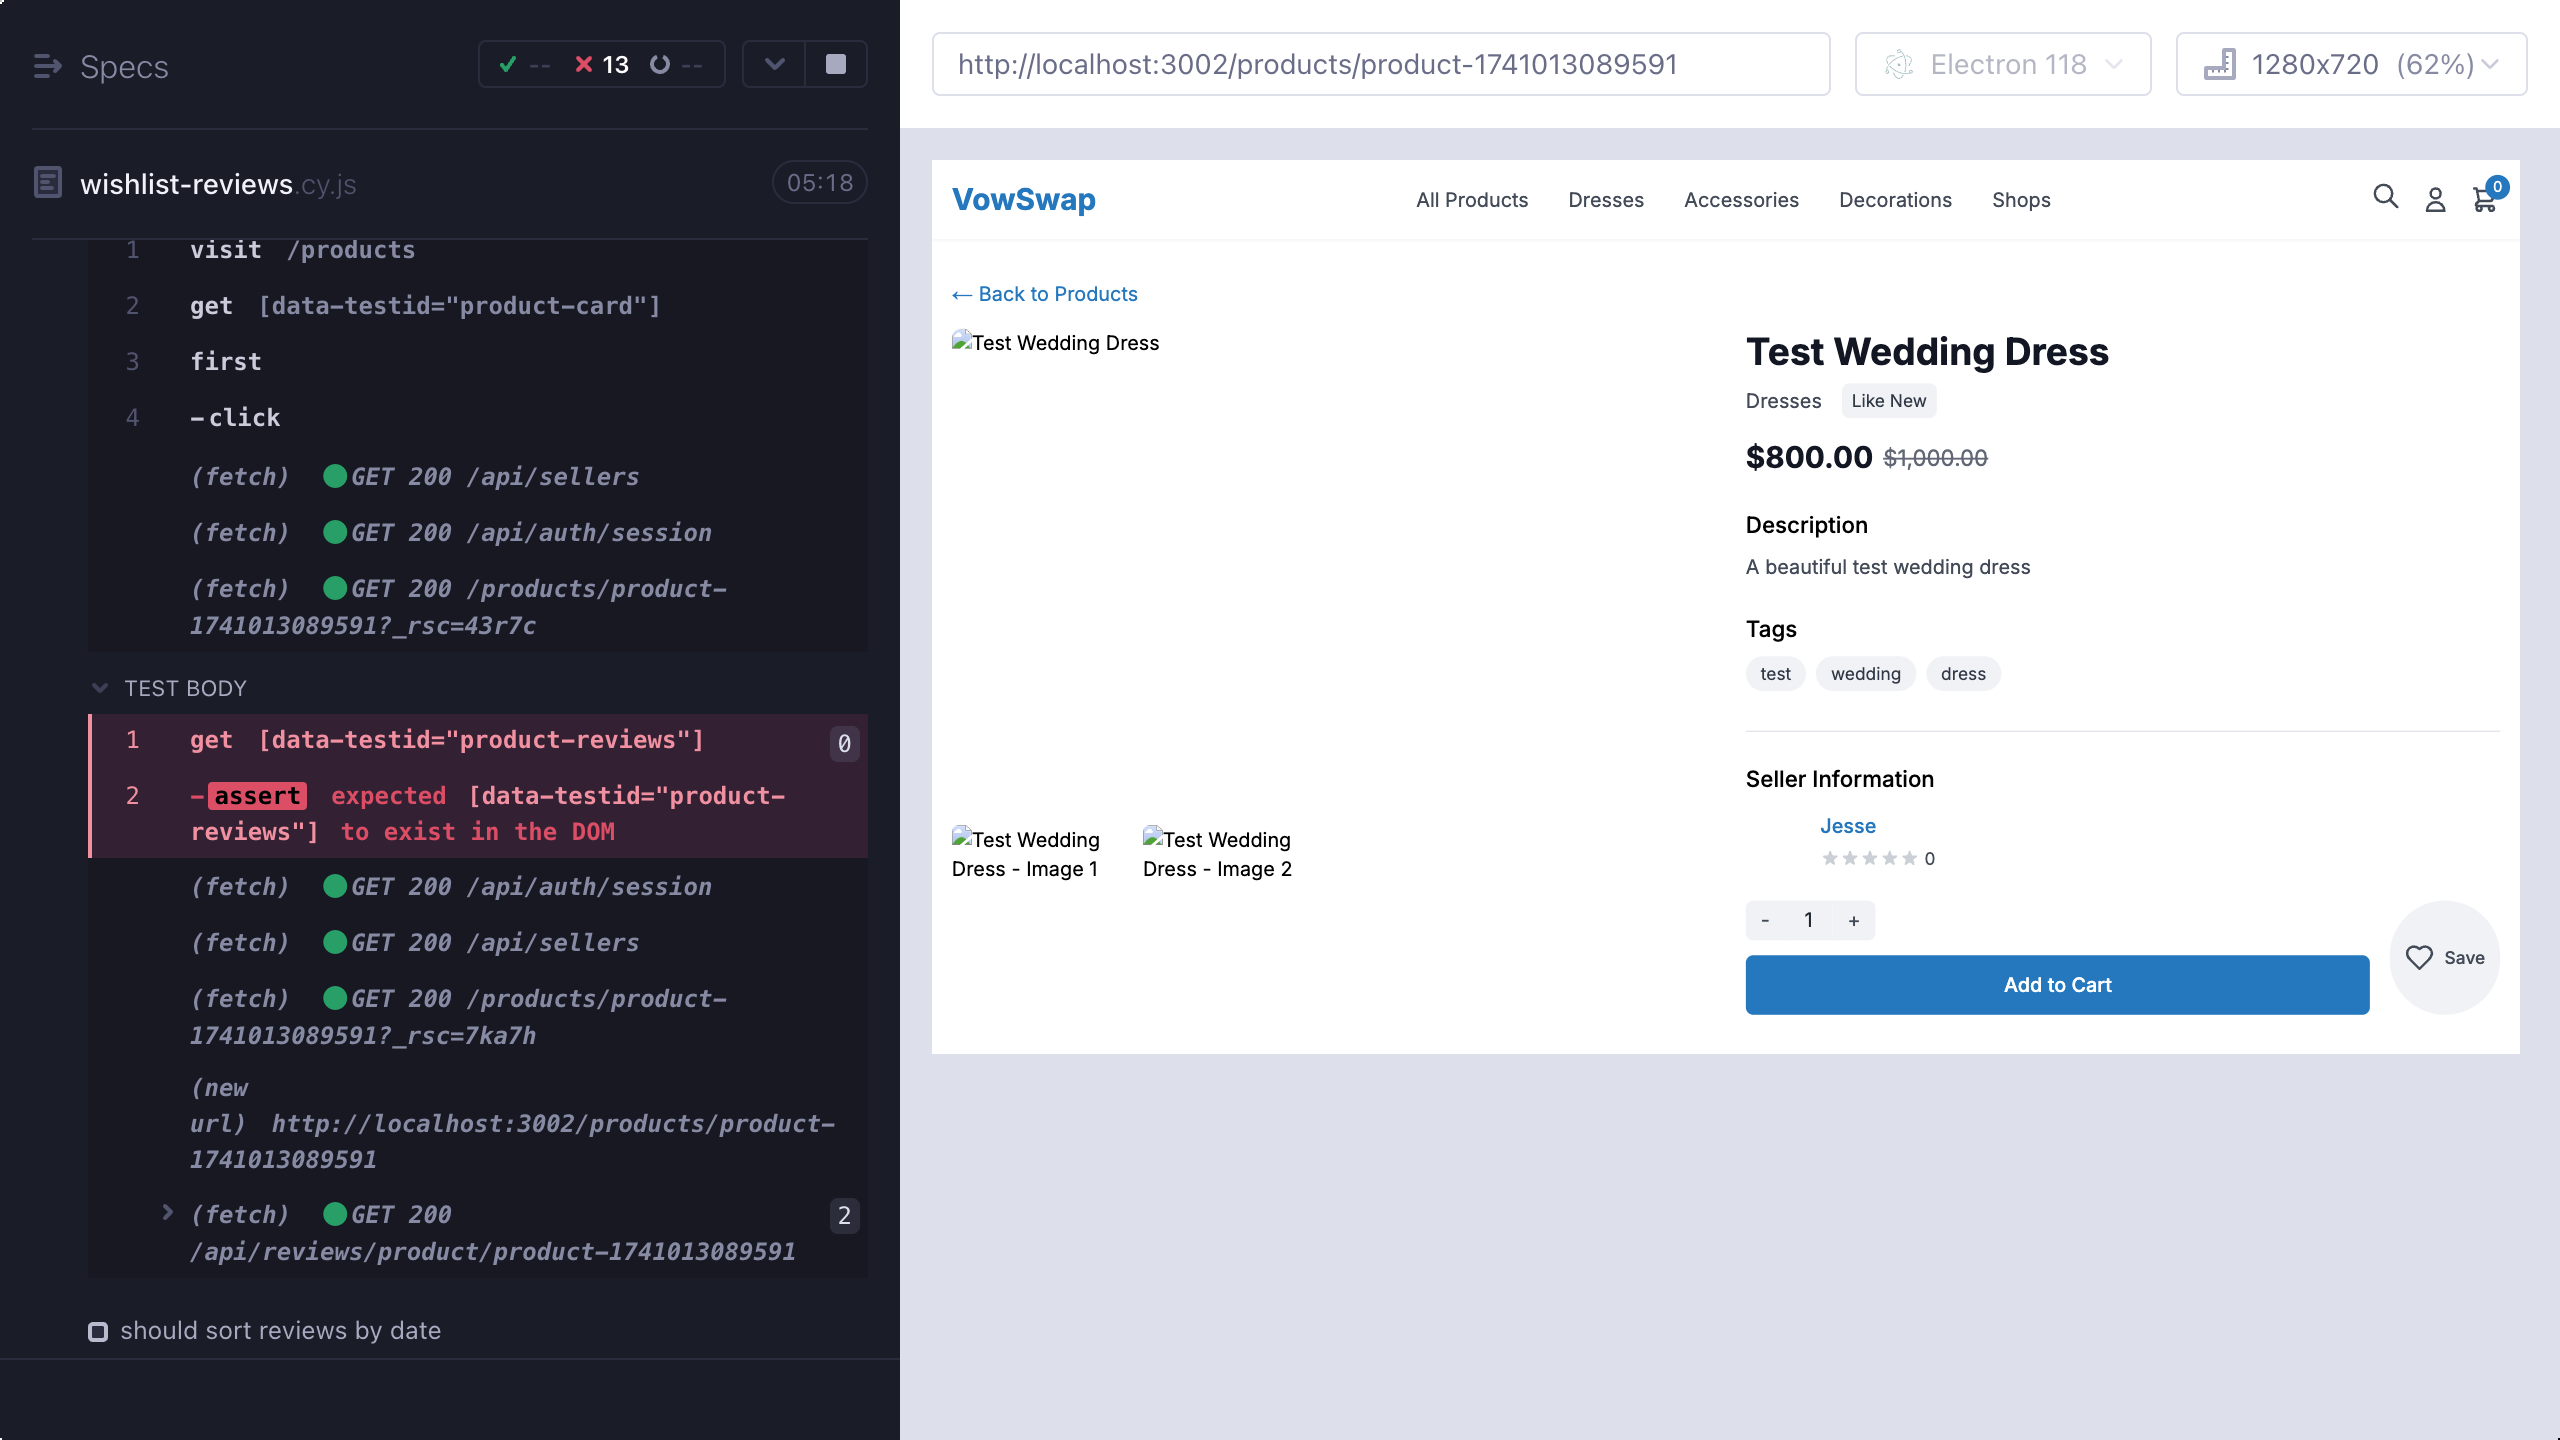 Specs
--
13
--
wishlist-reviews.cy.js
05:18
1 visit /products
2 get [data-testid="product-card"]
3 first
4 -click
(fetch) GET 200 /api/sellers
(fetch) GET 200 /api/auth/session
(fetch) GET 200 /products/product-
1741013089591?_rsc=43r7c
TEST BODY
1 get [data-testid="product-reviews"] 0
2 -assert expected [data-testid="product-
reviews"] to exist in the DOM
(fetch) GET 200 /api/auth/session
(fetch) GET 200 /api/sellers
(fetch) GET 200 /products/product-
1741013089591?_rsc=7ka7h
(new
url) http://localhost:3002/products/product-
1741013089591
(fetch) GET 200 2
/api/reviews/product/product-1741013089591
should sort reviews by date
http://localhost:3002/products/product-1741013089591
Electron 118
1280x720 (62%)
VowSwap
All Products Dresses Accessories Decorations Shops
0
← Back to Products
Test Wedding Dress
Test Wedding
Dress - Image 1
Test Wedding
Dress - Image 2
Test Wedding Dress
Dresses Like New
$800.00 $1,000.00
Description
A beautiful test wedding dress
Tags
test wedding dress
Seller Information
Jesse
★★★★★ 0
- 1 +
Add to Cart
Save